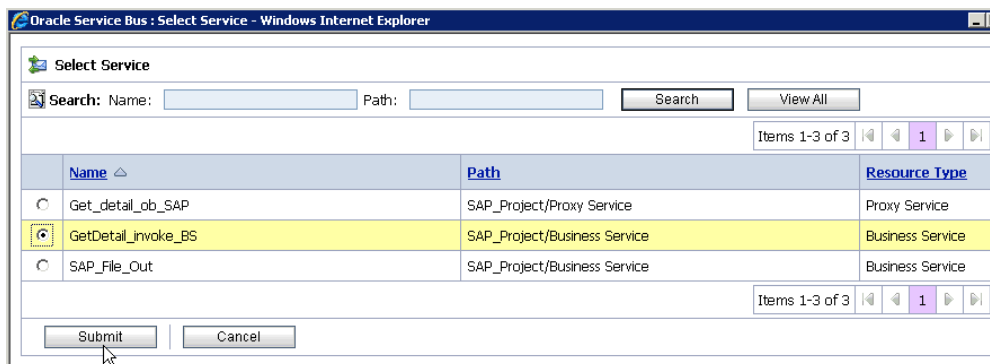 Oracle Service Bus : Select Service - Windows Internet Explorer
Select Service
Search: Name: Path: Search View All
Items 1-3 of 3 1
Name Path Resource Type
Get_detail_ob_SAP SAP_Project/Proxy Service Proxy Service
GetDetail_invoke_BS SAP_Project/Business Service Business Service
SAP_File_Out SAP_Project/Business Service Business Service
Items 1-3 of 3 1
Submit Cancel